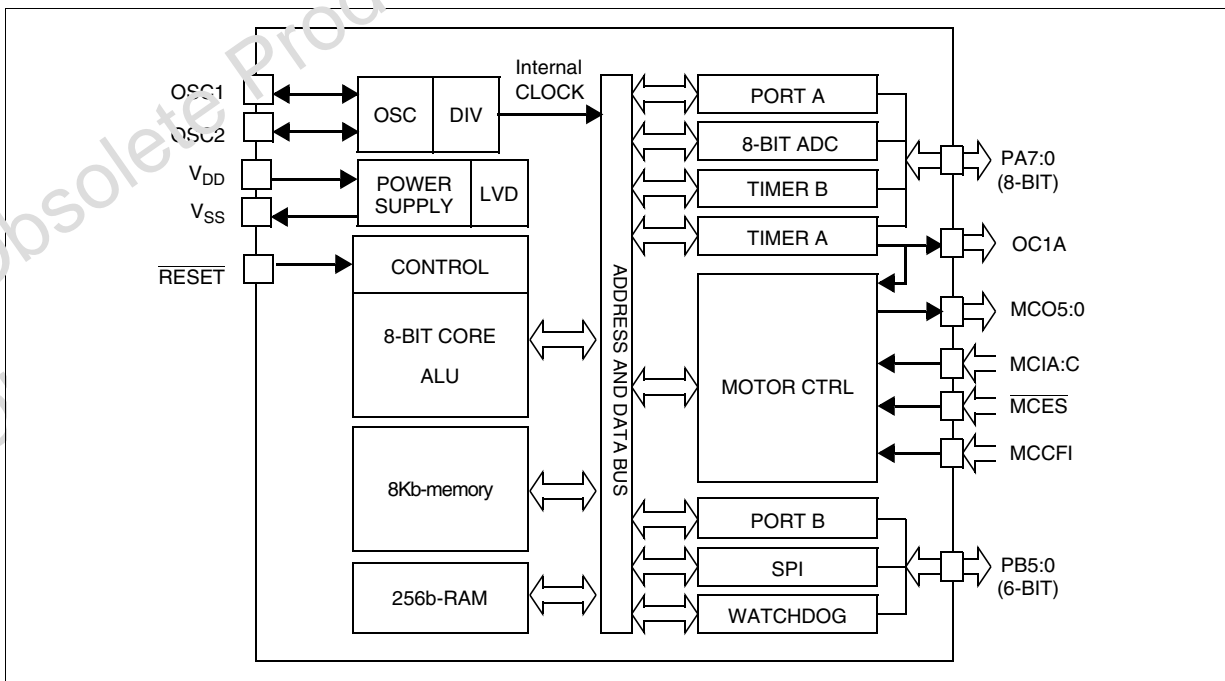 Obsolete Prod
OSC1
OSC2
VDD
VSS
RESET
OSC
DIV
Internal
CLOCK
POWER
SUPPLY
LVD
CONTROL
8-BIT CORE
ALU
8Kb-memory
256b-RAM
ADDRESS AND DATA BUS
PORT A
8-BIT ADC
TIMER B
TIMER A
MOTOR CTRL
PORT B
SPI
WATCHDOG
PA7:0
(8-BIT)
OC1A
MCO5:0
MCIA:C
MCES
MCCFI
PB5:0
(6-BIT)